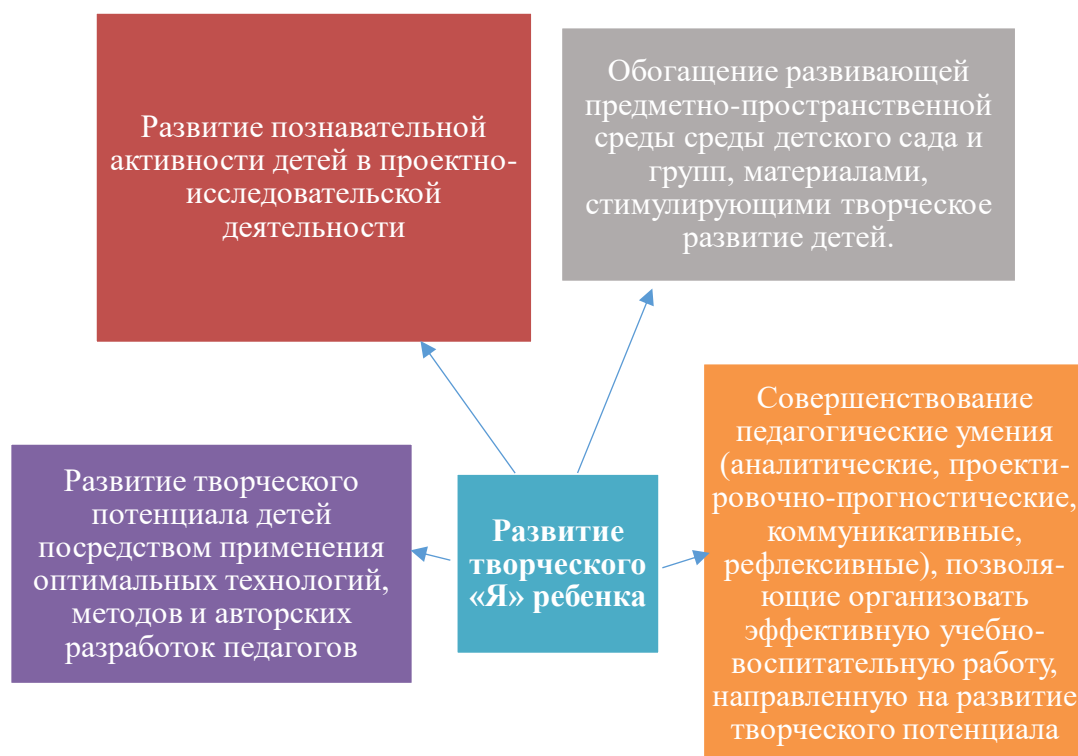 Развитие познавательной
активности детей в проектно-
исследовательской
деятельности
Обогащение развивающей
предметно-пространственной
среды среды детского сада и
групп, материалами,
стимулирующими творческое
развитие детей.
Развитие творческого
потенциала детей
посредством применения
оптимальных технологий,
методов и авторских
разработок педагогов
Развитие
творческого
«Я» ребенка
Совершенствование
педагогические умения
(аналитические, проекти-
ровочно-прогностические,
коммуникативные,
рефлексивные), позволя-
ющие организовать
эффективную учебно-
воспитательную работу,
направленную на развитие
творческого потенциала